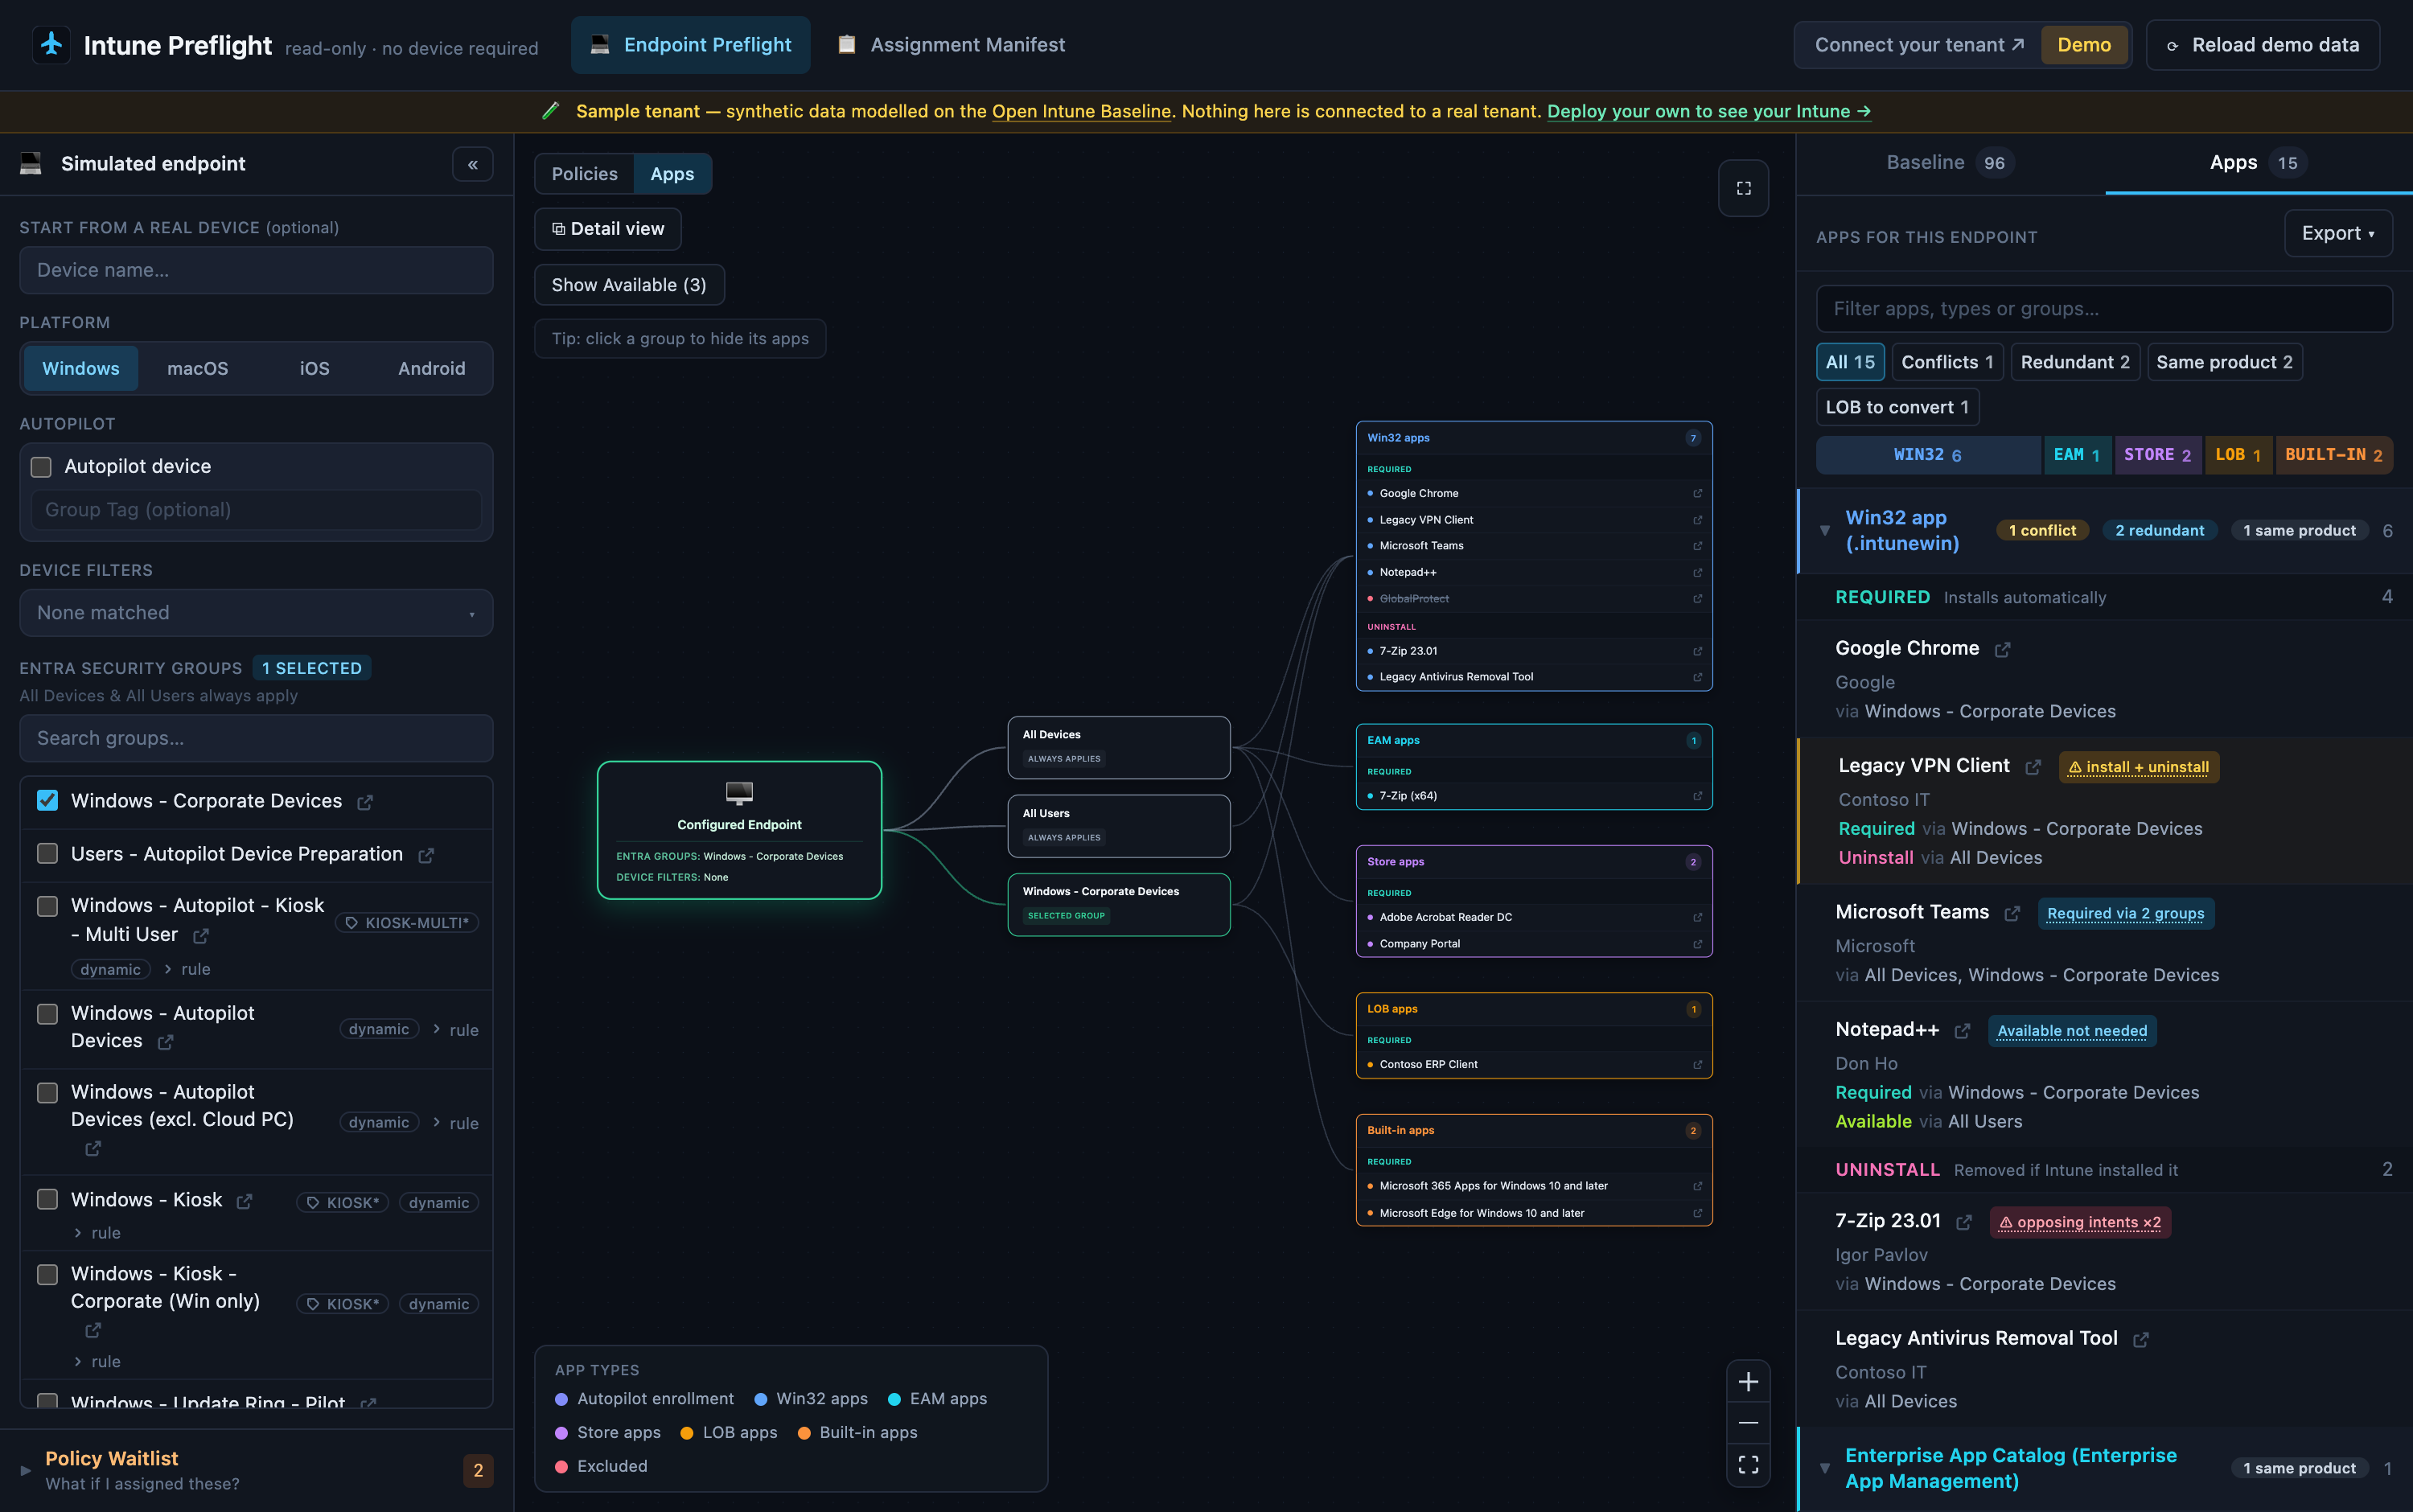 Intune Preflight read-only · no device required
Endpoint Preflight
Assignment Manifest
Connect your tenant ↗ Demo
⟳ Reload demo data
Sample tenant — synthetic data modelled on the Open Intune Baseline. Nothing here is connected to a real tenant. Deploy your own to see your Intune →
Simulated endpoint «
START FROM A REAL DEVICE (optional)
Device name...
PLATFORM
Windows macOS iOS Android
AUTOPILOT
Autopilot device
Group Tag (optional)
DEVICE FILTERS
None matched
ENTRA SECURITY GROUPS 1 SELECTED
All Devices & All Users always apply
Search groups...
Windows - Corporate Devices
Users - Autopilot Device Preparation
Windows - Autopilot - Kiosk
- Multi User
KIOSK-MULTI*
dynamic > rule
Windows - Autopilot
Devices
dynamic > rule
Windows - Autopilot
Devices (excl. Cloud PC)
dynamic > rule
Windows - Kiosk KIOSK* dynamic
> rule
Windows - Kiosk -
Corporate (Win only)
KIOSK* dynamic
> rule
Windows - Update Ring - Pilot
Policy Waitlist
What if I assigned these?
2
Policies Apps
Detail view
Show Available (3)
Tip: click a group to hide its apps
Configured Endpoint
ENTRA GROUPS: Windows - Corporate Devices
DEVICE FILTERS: None
All Devices
ALWAYS APPLIES
All Users
ALWAYS APPLIES
Windows - Corporate Devices
SELECTED GROUP
Win32 apps 7
REQUIRED
Google Chrome
Legacy VPN Client
Microsoft Teams
Notepad++
GlobalProtect
UNINSTALL
7-Zip 23.01
Legacy Antivirus Removal Tool
EAM apps 1
REQUIRED
7-Zip (x64)
Store apps 2
REQUIRED
Adobe Acrobat Reader DC
Company Portal
LOB apps 1
REQUIRED
Contoso ERP Client
Built-in apps 2
REQUIRED
Microsoft 365 Apps for Windows 10 and later
Microsoft Edge for Windows 10 and later
APP TYPES
Autopilot enrollment Win32 apps EAM apps
Store apps LOB apps Built-in apps
Excluded
Baseline 96
Apps 15
APPS FOR THIS ENDPOINT
Export ▾
Filter apps, types or groups...
All 15 Conflicts 1 Redundant 2 Same product 2
LOB to convert 1
WIN32 6 EAM 1 STORE 2 LOB 1 BUILT-IN 2
Win32 app
(.intunewin)
1 conflict 2 redundant 1 same product 6
REQUIRED Installs automatically 4
Google Chrome
Google
via Windows - Corporate Devices
Legacy VPN Client ⚠ install + uninstall
Contoso IT
Required via Windows - Corporate Devices
Uninstall via All Devices
Microsoft Teams Required via 2 groups
Microsoft
via All Devices, Windows - Corporate Devices
Notepad++ Available not needed
Don Ho
Required via Windows - Corporate Devices
Available via All Users
UNINSTALL Removed if Intune installed it 2
7-Zip 23.01 ⚠ opposing intents ×2
Igor Pavlov
via Windows - Corporate Devices
Legacy Antivirus Removal Tool
Contoso IT
via All Devices
Enterprise App Catalog (Enterprise
App Management)
1 same product 1